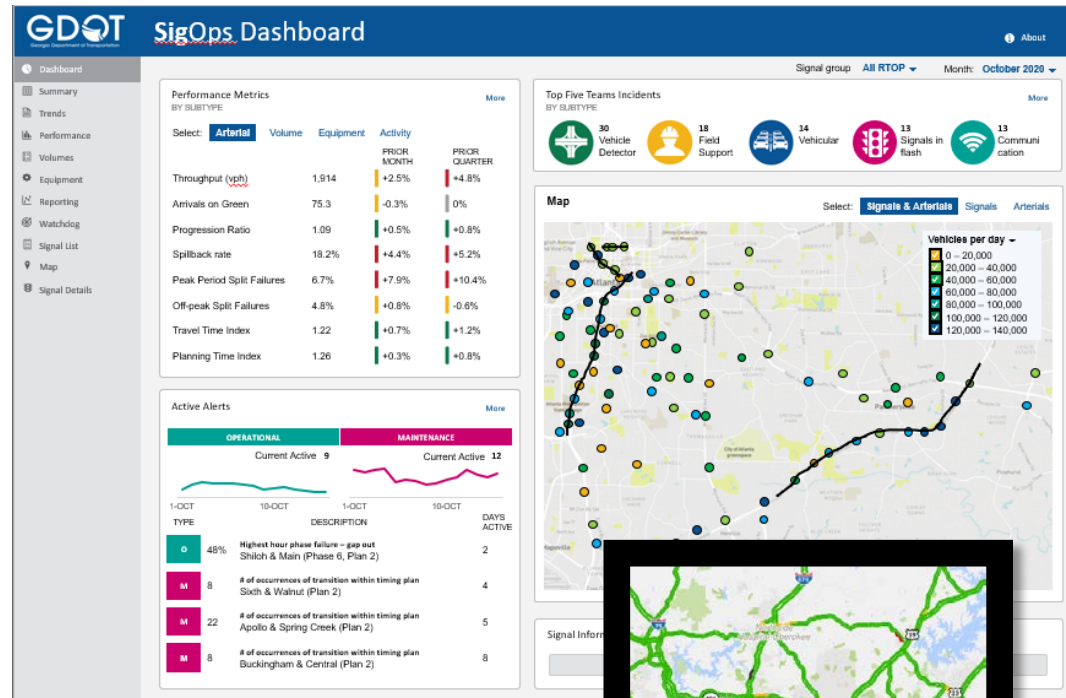 GDOT
Georgia Department of Transportation
SigOps Dashboard
About
Dashboard
Summary
Trends
Performance
Volumes
Equipment
Reporting
Watchdog
Signal List
Map
Signal Details
Signal group All RTOP Month: October 2020
Performance Metrics
BY SUBTYPE
More
Select: Arterial Volume Equipment Activity
PRIOR MONTH PRIOR QUARTER
Throughput (vph) 1,914 +2.5% +4.8%
Arrivals on Green 75.3 -0.3% 0%
Progression Ratio 1.09 +0.5% +0.8%
Spillback rate 18.2% +4.4% +5.2%
Peak Period Split Failures 6.7% +7.9% +10.4%
Off-peak Split Failures 4.8% +0.8% -0.6%
Travel Time Index 1.22 +0.7% +1.2%
Planning Time Index 1.26 +0.3% +0.8%
Active Alerts
More
OPERATIONAL MAINTENANCE
Current Active 9 Current Active 12
1-OCT 10-OCT 1-OCT 10-OCT
TYPE DESCRIPTION DAYS ACTIVE
O 48% Highest hour phase failure – gap out
Shiloh & Main (Phase 6, Plan 2) 2
M 8 # of occurrences of transition within timing plan
Sixth & Walnut (Plan 2) 4
M 22 # of occurrences of transition within timing plan
Apollo & Spring Creek (Plan 2) 5
M 8 # of occurrences of transition within timing plan
Buckingham & Central (Plan 2) 8
Top Five Teams Incidents
BY SUBTYPE
More
30 Vehicle Detector
18 Field Support
14 Vehicular
13 Signals in flash
13 Communi cation
Map
Select: Signals & Arterials Signals Arterials
Vehicles per day
0 – 20,000
20,000 – 40,000
40,000 – 60,000
60,000 – 80,000
80,000 – 100,000
100,000 – 120,000
120,000 – 140,000
Atlanta
City of Atlanta
greenspace
Hapeville
Signal Inform